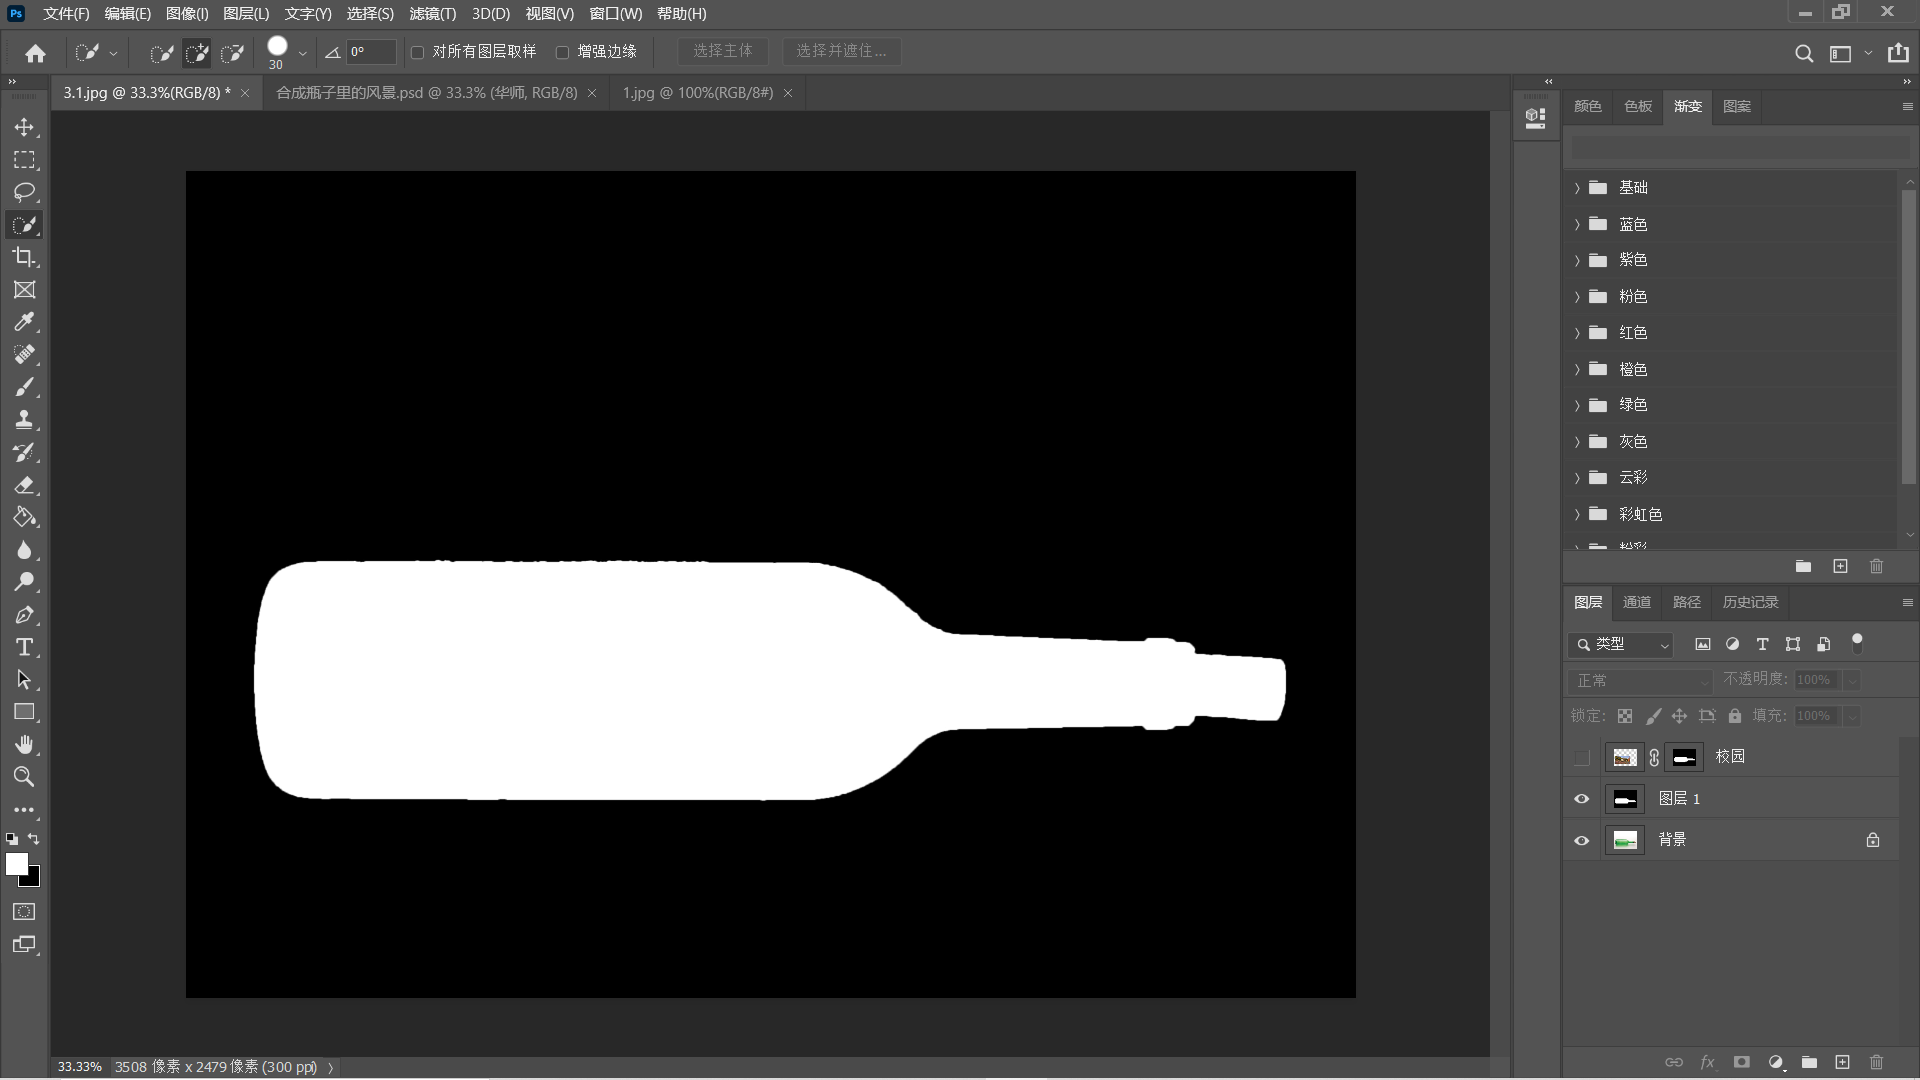 Ps 文件(F) 编辑(E) 图像(I) 图层(L) 文字(Y) 选择(S) 滤镜(T) 3D(D) 视图(V) 窗口(W) 帮助(H)
30 0° 对所有图层取样 增强边缘 选择主体 选择并遮住...
3.1.jpg @ 33.3%(RGB/8) * × 合成瓶子里的风景.psd @ 33.3% (华师, RGB/8) × 1.jpg @ 100%(RGB/8#) ×
颜色 色板 渐变 图案
基础
蓝色
紫色
粉色
红色
橙色
绿色
灰色
云彩
彩虹色
粉彩
图层 通道 路径 历史记录
类型
正常 不透明度: 100%
锁定: 填充: 100%
校园
图层 1
背景
fx
33.33% 3508 像素 x 2479 像素 (300 ppi)